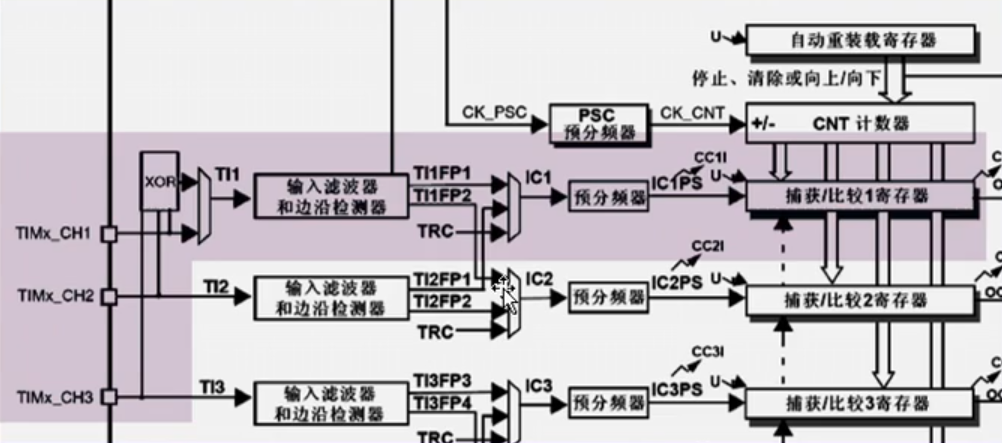 U
自动重装载寄存器
停止、清除或向上/向下
CK_PSC
PSC
预分频器
CK_CNT
+/-
CNT 计数器
XOR
TI1
输入滤波器
和边沿检测器
TI1FP1
TI1FP2
TRC
IC1
预分频器
IC1PS
CC1I
U
捕获/比较1寄存器
TIMx_CH1
TIMx_CH2
TI2
输入滤波器
和边沿检测器
TI2FP1
TI2FP2
TRC
IC2
预分频器
IC2PS
CC2I
U
捕获/比较2寄存器
TIMx_CH3
TI3
输入滤波器
和边沿检测器
TI3FP3
TI3FP4
TRC
IC3
预分频器
IC3PS
CC3I
U
捕获/比较3寄存器